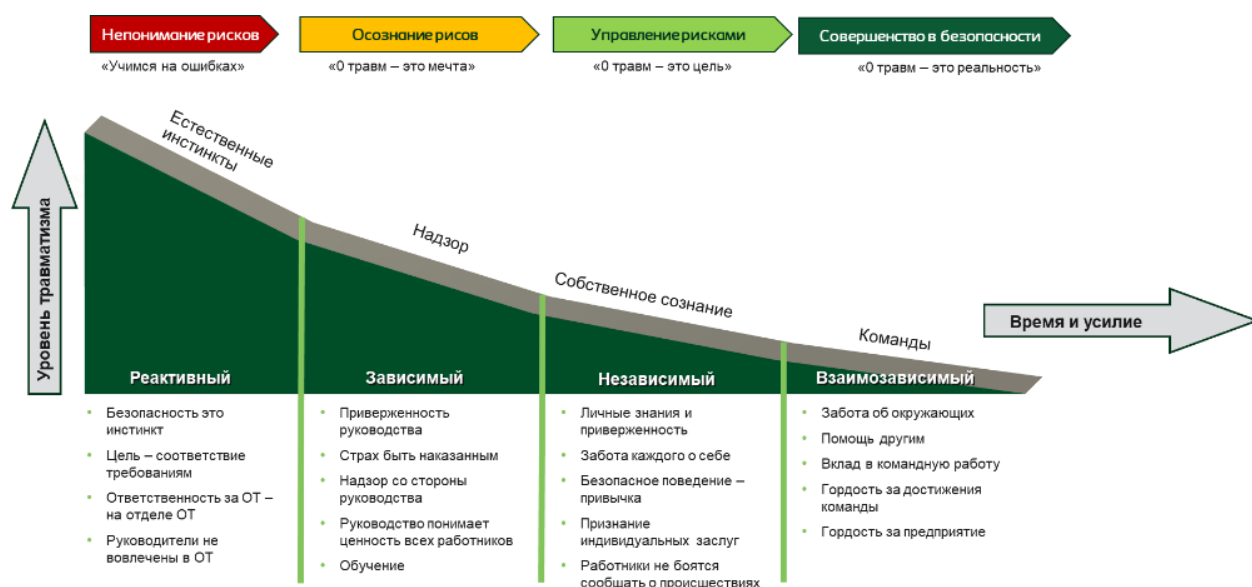 Непонимание рисков
Осознание рисов
Управление рисками
Совершенство в безопасности
«Учимся на ошибках»
«0 травм – это мечта»
«0 травм – это цель»
«0 травм – это реальность»
Уровень травматизма
Естественные
инстинкты
Надзор
Собственное сознание
Команды
Время и усилие
Реактивный
Зависимый
Независимый
Взаимозависимый
• Безопасность это
инстинкт
• Цель – соответствие
требованиям
• Ответственность за ОТ –
на отделе ОТ
• Руководители не
вовлечены в ОТ
• Приверженность
руководства
• Страх быть наказанным
• Надзор со стороны
руководства
• Руководство понимает
ценность всех работников
• Обучение
• Личные знания и
приверженность
• Забота каждого о себе
• Безопасное поведение –
привычка
• Признание
индивидуальных заслуг
• Работники не боятся
сообщать о происшествиях
• Забота об окружающих
• Помощь другим
• Вклад в командную работу
• Гордость за достижения
команды
• Гордость за предприятие